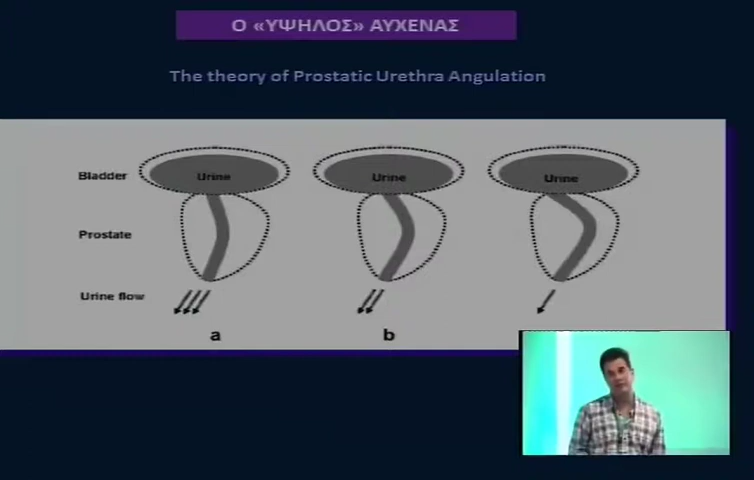 Ο «ΥΨΗΛΟΣ» ΑΥΧΕΝΑΣ
The theory of Prostatic Urethra Angulation
Bladder Urine Urine Urine
Prostate
Urine flow
a b